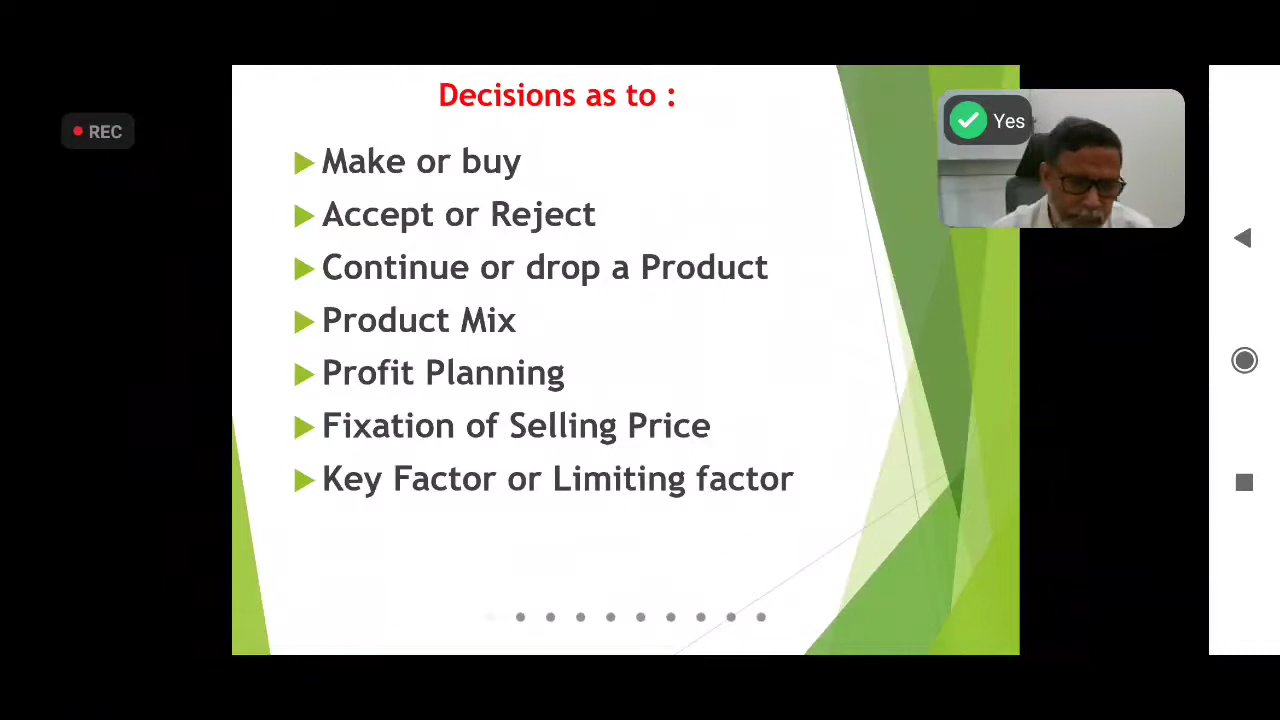 Decisions as to :
REC
Yes
Make or buy
Accept or Reject
Continue or drop a Product
Product Mix
Profit Planning
Fixation of Selling Price
Key Factor or Limiting factor